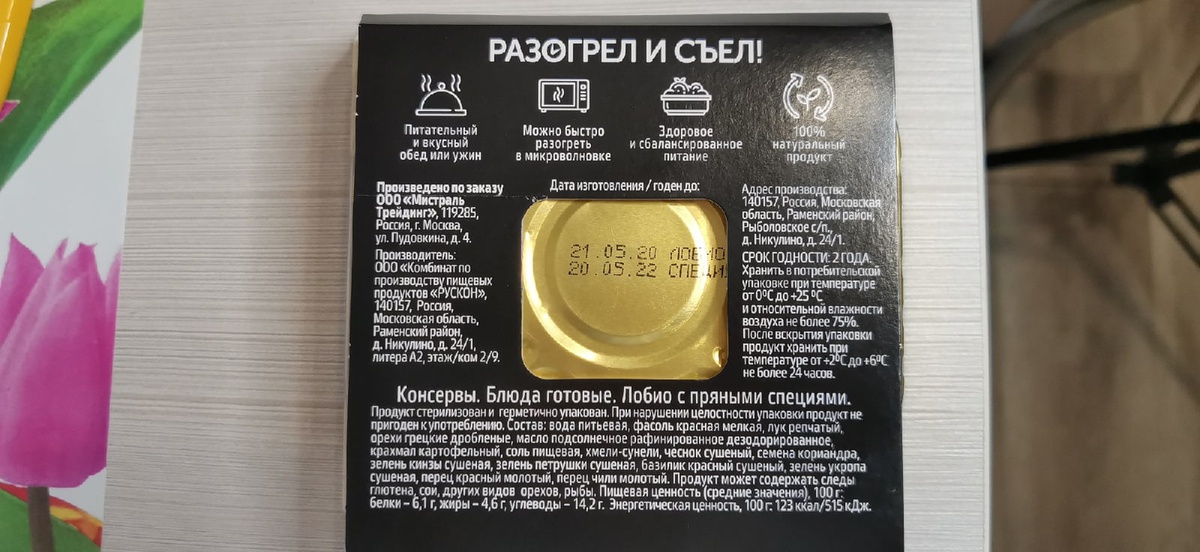 РАЗОГРЕЛ И СЪЕЛ!
Питательный
и вкусный
обед или ужин
Можно быстро
разогреть
в микроволновке
Здоровое
и сбалансированное
питание
100%
натуральный
продукт
Произведено по заказу
ООО «Мистраль
Трейдинг», 119285,
Россия, г. Москва,
ул. Пудовкина, д. 4.
Производитель:
ООО «Комбинат по
производству пищевых
продуктов «РУСКОН»,
140157, Россия,
Московская область,
Раменский район,
д. Никулино, д. 24/1,
литера А2, этаж/ком 2/9.
Дата изготовления / годен до:
21.05.20 ЛОБИО
20.05.22 СПЕЦИ
Адрес производства:
140157, Россия, Московская
область, Раменский район,
Рыболовское с/п.,
д. Никулино, д. 24/1.
СРОК ГОДНОСТИ: 2 ГОДА.
Хранить в потребительской
упаковке при температуре
от 0°С до +25 °С
и относительной влажности
воздуха не более 75%.
После вскрытия упаковки
продукт хранить при
температуре от +2°С до +6°С
не более 24 часов.
Консервы. Блюда готовые. Лобио с пряными специями.
Продукт стерилизован и герметично упакован. При нарушении целостности упаковки продукт не
пригоден к употреблению. Состав: вода питьевая, фасоль красная мелкая, лук репчатый,
орехи грецкие дробленые, масло подсолнечное рафинированное дезодорированное,
крахмал картофельный, соль пищевая, хмели-сунели, чеснок сушеный, семена кориандра,
зелень кинзы сушеная, зелень петрушки сушеная, базилик красный сушеный, зелень укропа
сушеная, перец красный молотый, перец чили молотый. Продукт может содержать следы
глютена, сои, других видов орехов, рыбы. Пищевая ценность (средние значения), 100 г:
белки – 6,1 г, жиры – 4,6 г, углеводы – 14,2 г. Энергетическая ценность, 100 г: 123 ккал/515 кДж.